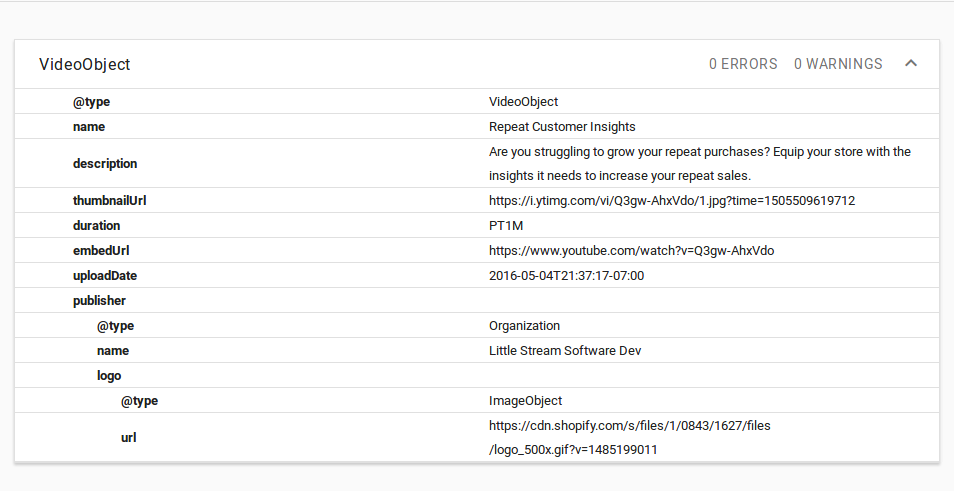 VideoObject 0 ERRORS 0 WARNINGS
@type VideoObject
name Repeat Customer Insights
description Are you struggling to grow your repeat purchases? Equip your store with the
insights it needs to increase your repeat sales.
thumbnailUrl https://i.ytimg.com/vi/Q3gw-AhxVdo/1.jpg?time=1505509619712
duration PT1M
embedUrl https://www.youtube.com/watch?v=Q3gw-AhxVdo
uploadDate 2016-05-04T21:37:17-07:00
publisher
@type Organization
name Little Stream Software Dev
logo
@type ImageObject
url https://cdn.shopify.com/s/files/1/0843/1627/files
/logo_500x.gif?v=1485199011